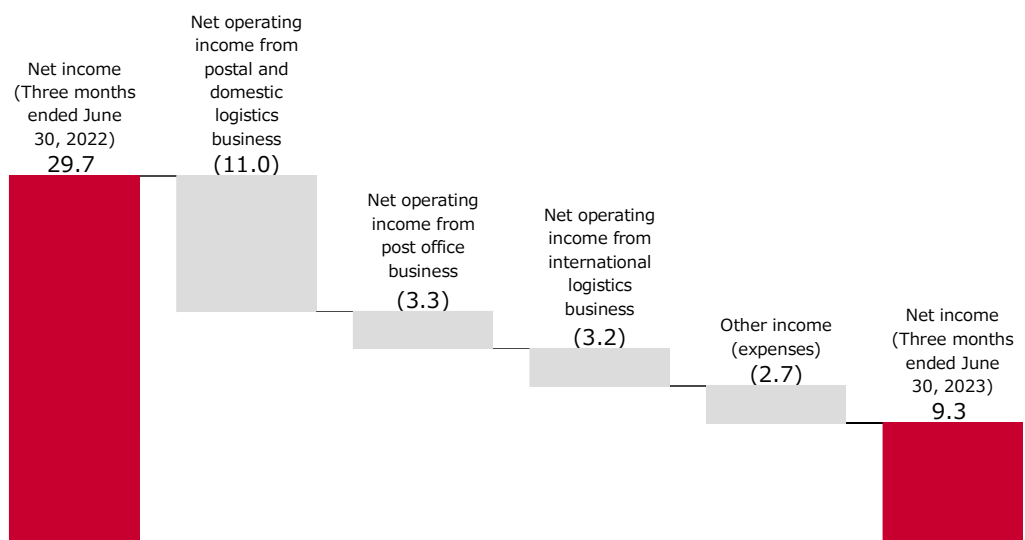 Net income
(Three months
ended June
30, 2022)
29.7
Net operating
income from
postal and
domestic
logistics
business
(11.0)
Net operating
income from
post office
business
(3.3)
Net operating
income from
international
logistics
business
(3.2)
Other income
(expenses)
(2.7)
Net income
(Three months
ended June
30, 2023)
9.3